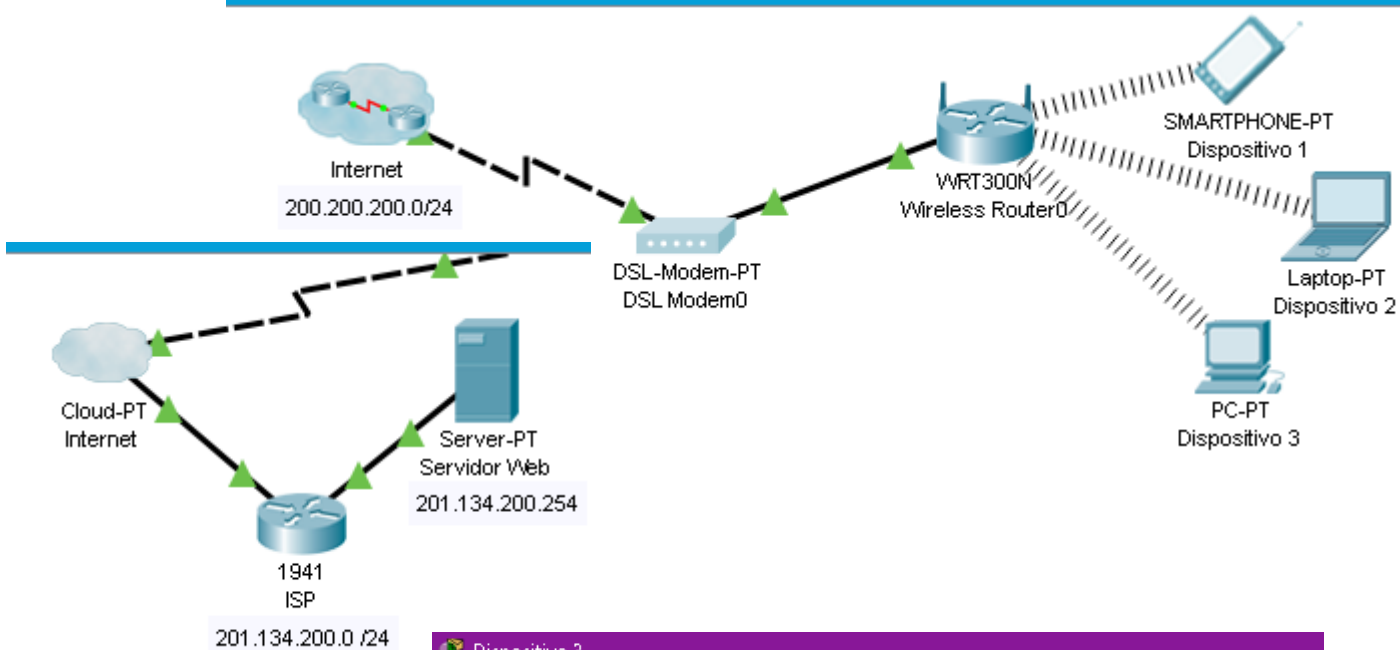 Internet
200.200.200.0/24
DSL-Modem-PT
DSL Modem0
WRT300N
Wireless Router0
SMARTPHONE-PT
Dispositivo 1
Laptop-PT
Dispositivo 2
PC-PT
Dispositivo 3
Cloud-PT
Internet
Server-PT
Servidor Web
201.134.200.254
1941
ISP
201.134.200.0 /24